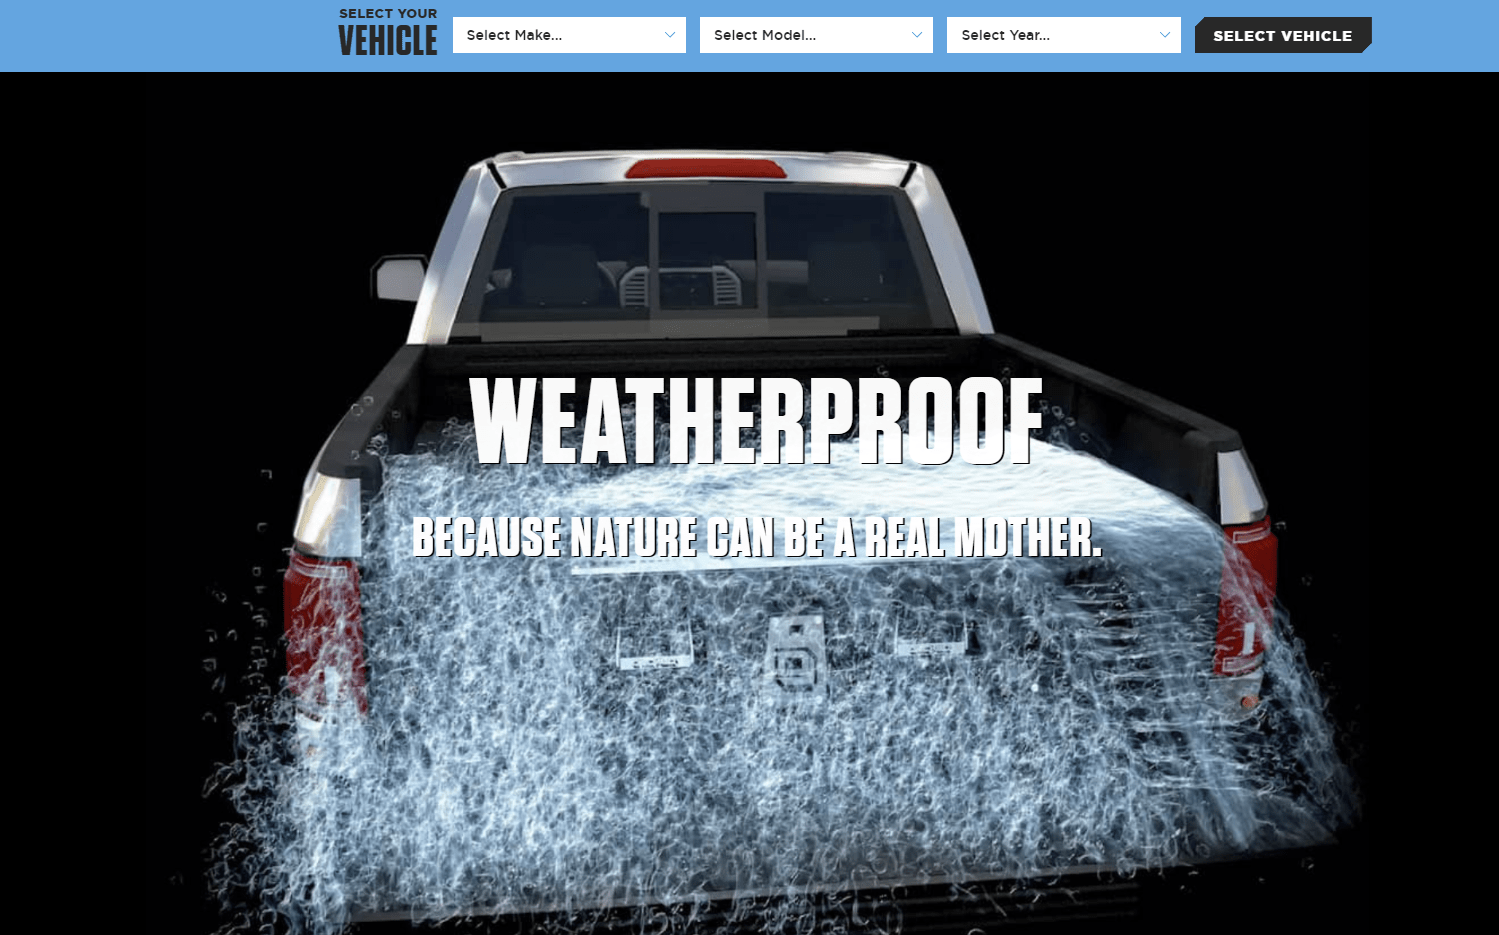 SELECT YOUR
VEHICLE
Select Make...
Select Model...
Select Year...
SELECT VEHICLE
WEATHERPROOF
BECAUSE NATURE CAN BE A REAL MOTHER.